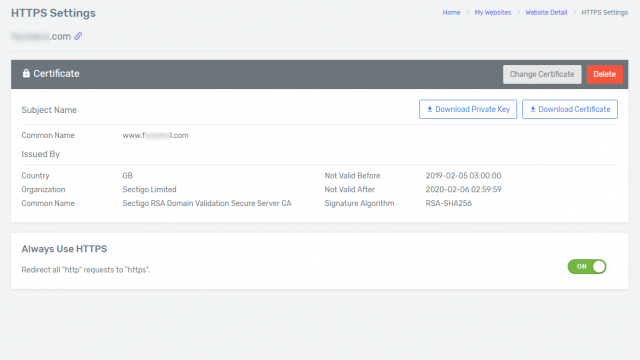 HTTPS Settings
Home > My Websites > Website Detail > HTTPS Settings
.com
Certificate
Change Certificate
Delete
Subject Name
Download Private Key
Download Certificate
Common Name www.f l.com
Issued By
Country GB Not Valid Before 2019-02-05 03:00:00
Organization Sectigo Limited Not Valid After 2020-02-06 02:59:59
Common Name Sectigo RSA Domain Validation Secure Server CA Signature Algorithm RSA-SHA256
Always Use HTTPS
Redirect all "http" requests to "https".
ON